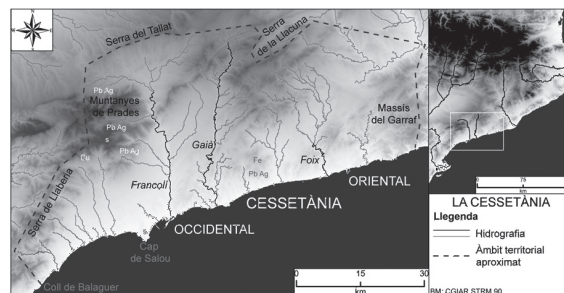 Serra del Tallat
Serra
de la Llacuna
Pb Ag
Muntanyes
de Prades
Pb Ag
s
Cu
Pb Ag
Massís
del Garraf
Gaià
Fe
Pb Ag
Foix
Francolí
Serra de Llaberia
ORIENTAL
CESSETÀNIA
OCCIDENTAL
Cap
de Salou
Coll de Balaguer
0 15 30
km
0 75
km
LA CESSETÀNIA
Llegenda
Hidrografia
Àmbit territorial
aproximat
BM: CGIAR STRM 90